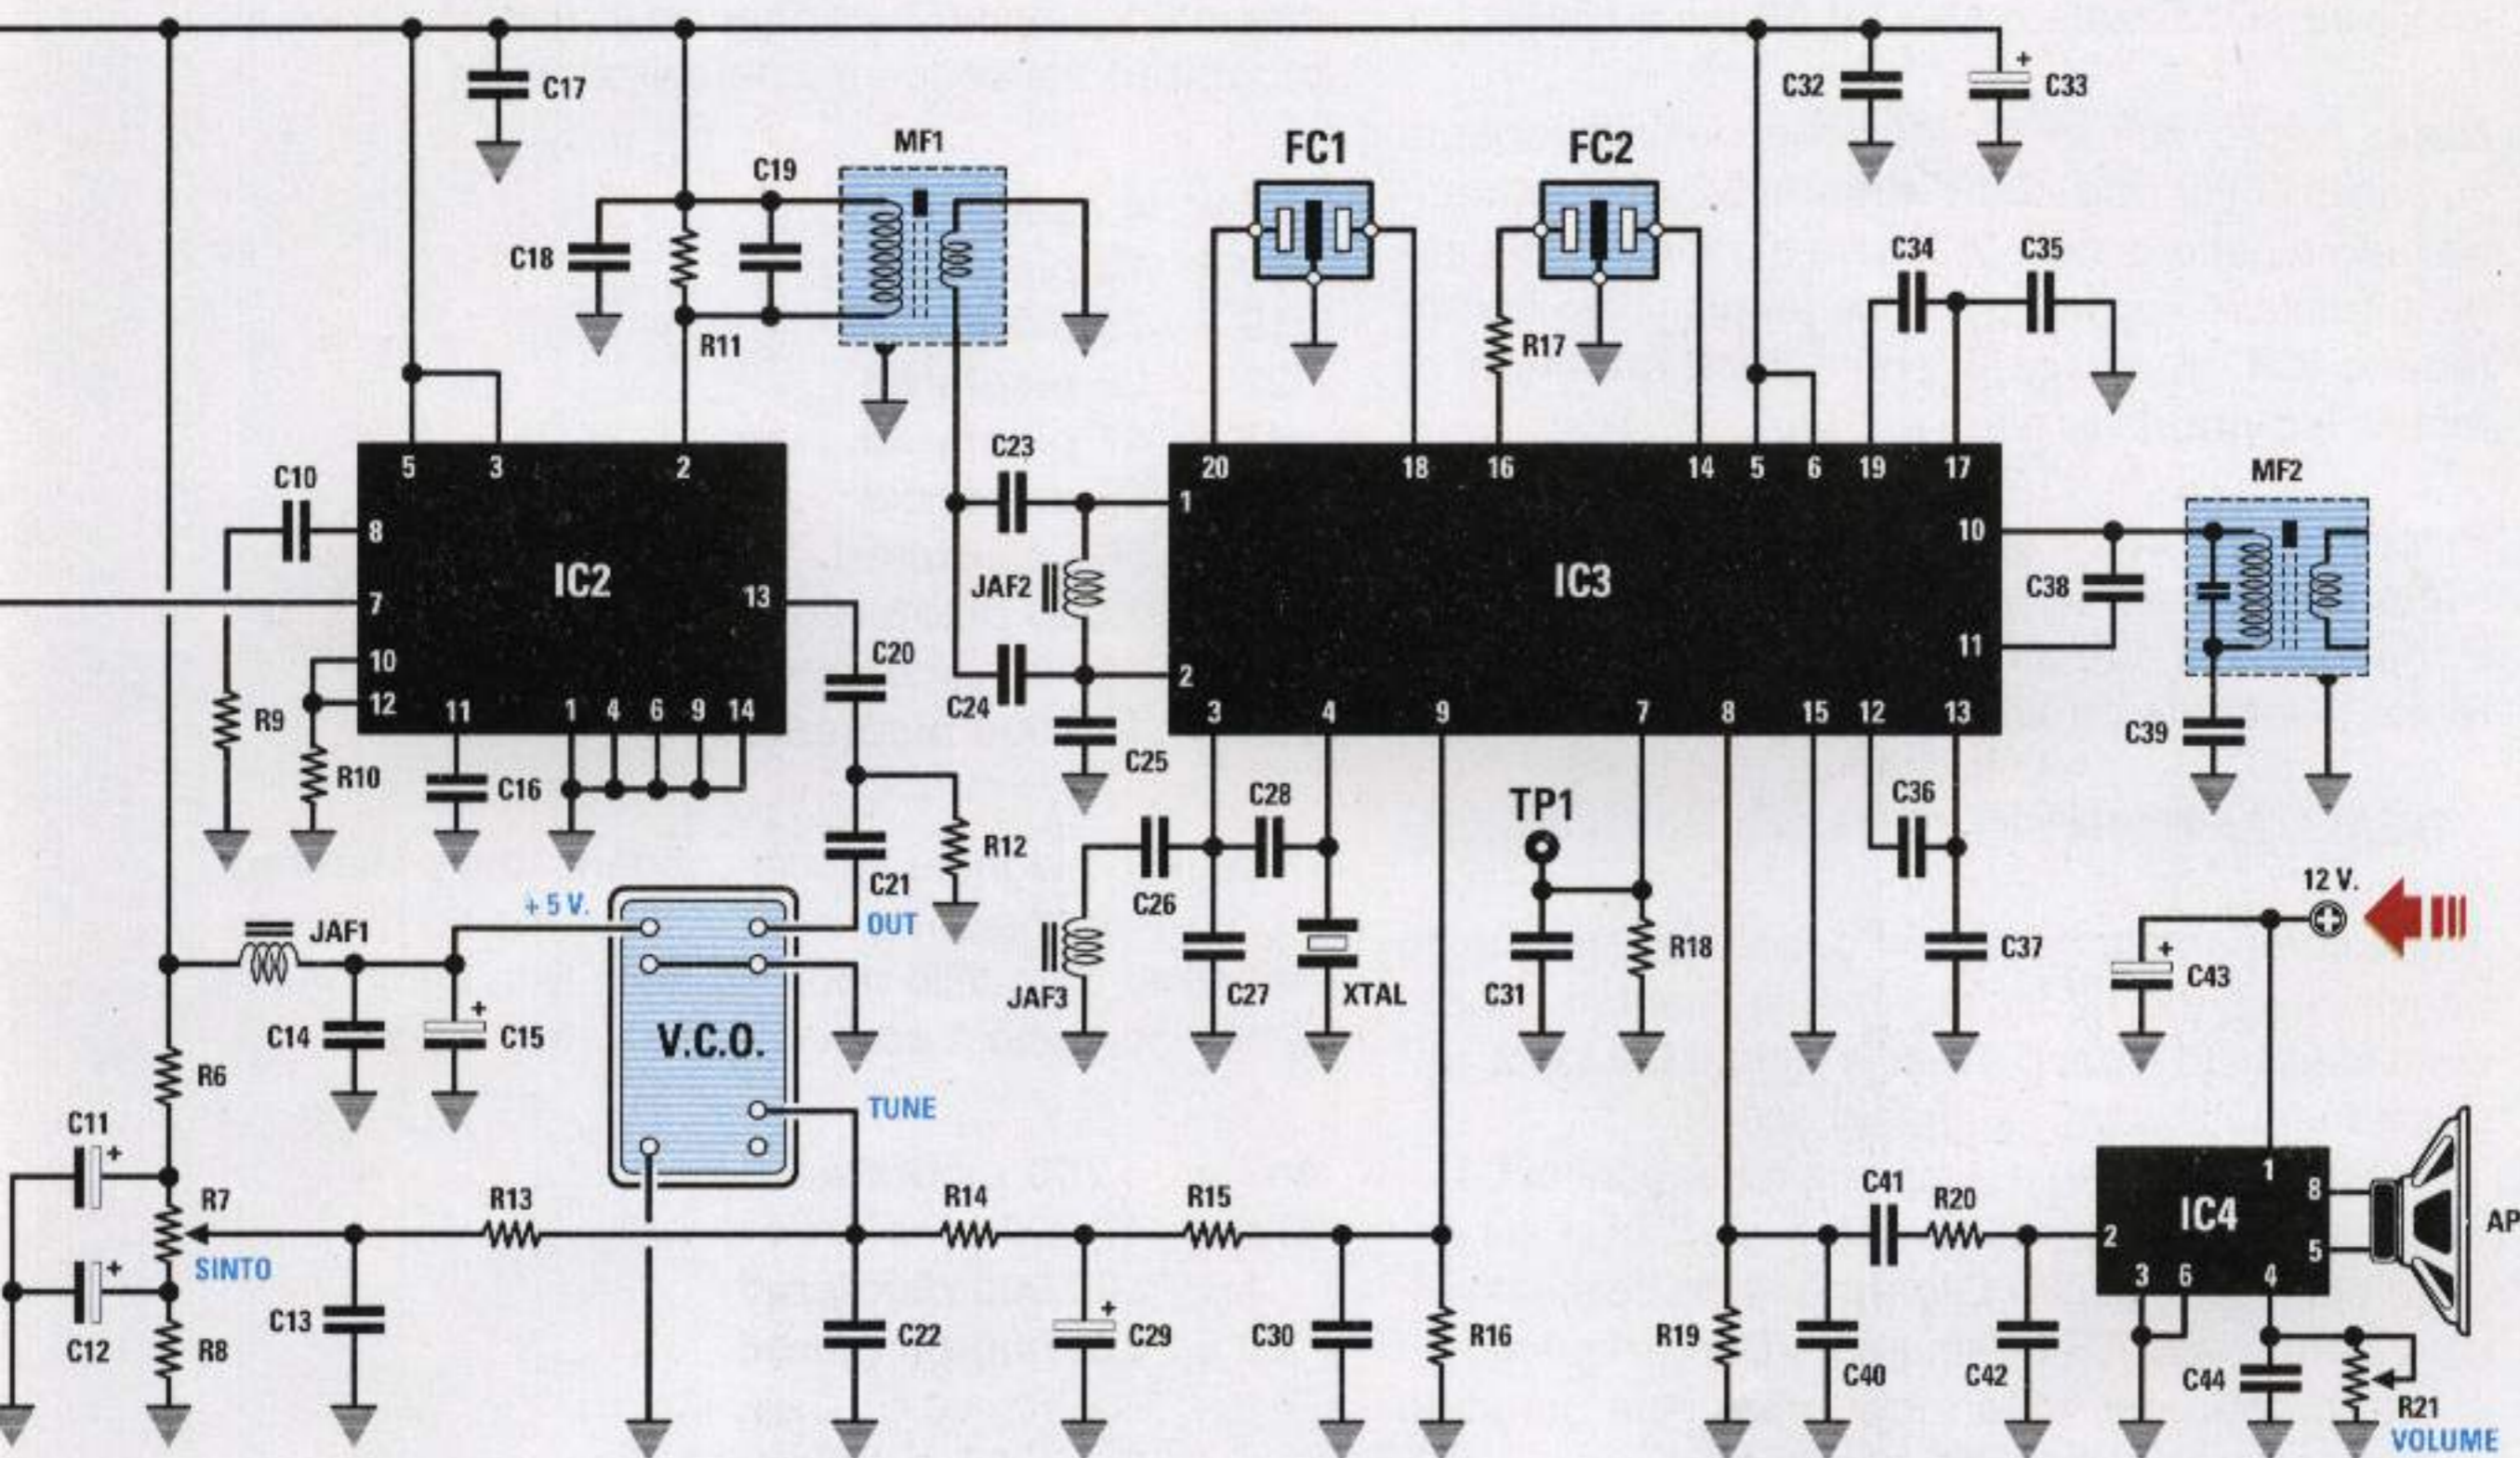 C17
C32
+
C33
MF1
FC1
FC2
C19
C18
R11
R17
C34
C35
5
3
2
C10
8
IC2
7
13
10
12
11
1
4
6
9
14
R9
R10
C16
C20
C21
R12
C23
JAF2
C24
C25
20
18
16
14
5
6
19
17
1
IC3
10
11
2
3
4
9
7
8
15
12
13
MF2
C38
C39
C28
C26
JAF3
C27
XTAL
TP1
C31
R18
C36
C37
12 V.
+
C43
+ 5 V.
OUT
JAF1
C14
+
C15
V.C.O.
TUNE
R6
C11
+
R7
SINTO
+
C12
R8
C13
R13
R14
R15
C22
+
C29
C30
R16
R19
C40
C41
R20
C42
1
8
IC4
2
5
3
6
4
AP
C44
R21
VOLUME